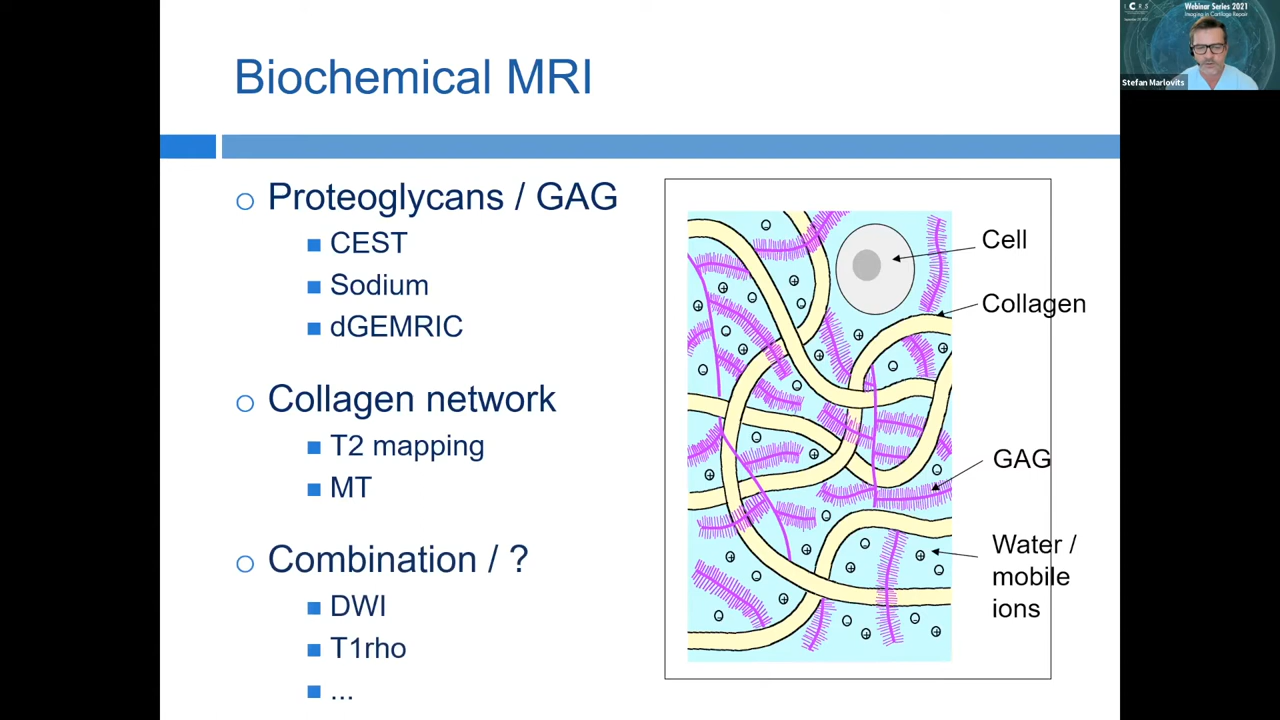 Biochemical MRI
Proteoglycans / GAG
CEST
Sodium
dGEMRIC
Collagen network
T2 mapping
MT
Combination / ?
DWI
T1rho
...
Cell
Collagen
GAG
Water /
mobile
ions
ICRS
Webinar Series 2021
Imaging in Cartilage Repair
Stefan Marlovits